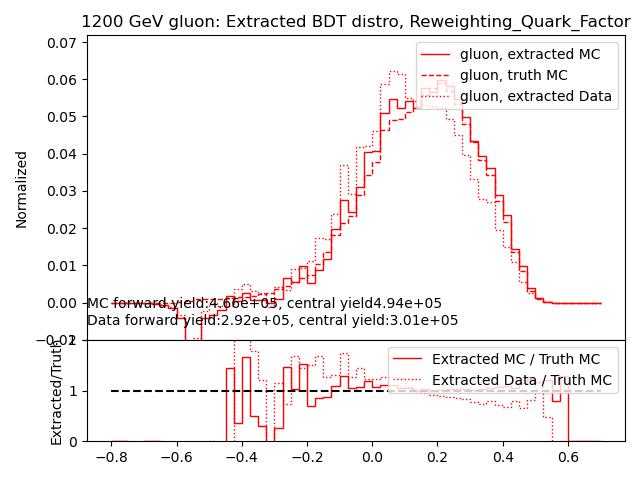 1200 GeV gluon: Extracted BDT distro, Reweighting_Quark_Factor
0.07
0.06
0.05
0.04
0.03
0.02
0.01
0.00
−0.01
Normalized
gluon, extracted MC
gluon, truth MC
gluon, extracted Data
MC forward yield:4.66e+05, central yield4.94e+05
Data forward yield:2.92e+05, central yield:3.01e+05
2
1
0
Extracted/Truth
Extracted MC / Truth MC
Extracted Data / Truth MC
−0.8 −0.6 −0.4 −0.2 0.0 0.2 0.4 0.6